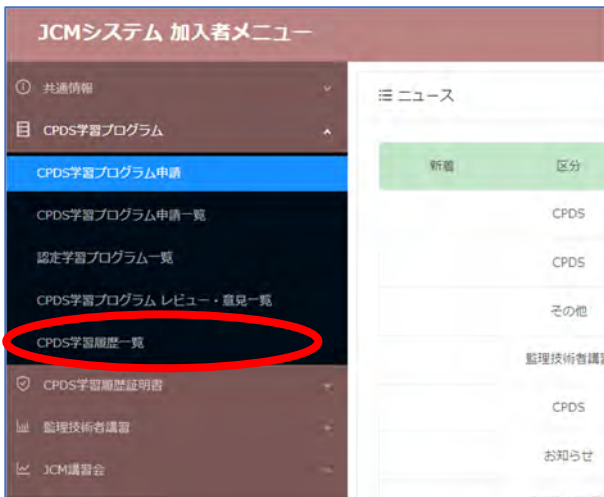 JCMシステム 加入者メニュー
共通情報
ニュース
CPDS学習プログラム
新着 区分
CPDS学習プログラム申請
CPDS学習プログラム申請一覧
CPDS
認定学習プログラム一覧
CPDS
CPDS学習プログラム レビュー・意見一覧
その他
CPDS学習履歴一覧
監理技術者講習
CPDS学習履歴証明書
CPDS
監理技術者講習
お知らせ
JCM講習会